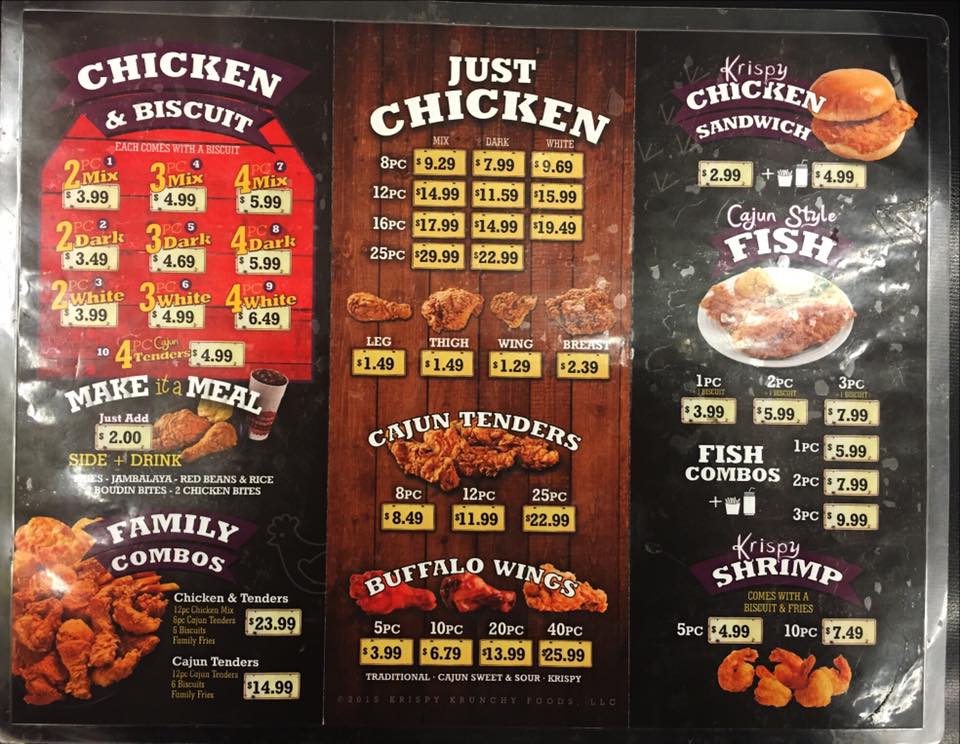 CHICKEN
& BISCUIT
EACH COMES WITH A BISCUIT
2PC Mix 1 3PC Mix 4 4PC Mix 7
$3.99 $4.99 $5.99
2PC Dark 2 3PC Dark 5 4PC Dark 8
$3.49 $4.69 $5.99
2PC White 3 3PC White 6 4PC White 9
$3.99 $4.99 $6.49
10 4PC Cajun Tenders $4.99
MAKE it a MEAL
Just Add
$2.00
SIDE + DRINK
- JAMBALAYA - RED BEANS & RICE
BOUDIN BITES - 2 CHICKEN BITES
FAMILY
COMBOS
Chicken & Tenders
12pc Chicken Mix
6pc Cajun Tenders
6 Biscuits
Family Fries
$23.99
Cajun Tenders
12pc Cajun Tenders
6 Biscuits
Family Fries
$14.99
JUST
CHICKEN
MIX DARK WHITE
8PC $9.29 $7.99 $9.69
12PC $14.99 $11.59 $15.99
16PC $17.99 $14.99 $19.49
25PC $29.99 $22.99
LEG THIGH WING BREAST
$1.49 $1.49 $1.29 $2.39
CAJUN TENDERS
8PC 12PC 25PC
$8.49 $11.99 $22.99
BUFFALO WINGS
5PC 10PC 20PC 40PC
$3.99 $6.79 $13.99 $25.99
TRADITIONAL · CAJUN SWEET & SOUR · KRISPY
©2015 KRISPY KRUNCHY FOODS, LLC
Krispy
CHICKEN
SANDWICH
$2.99 + $4.99
Cajun Style
FISH
1PC 2PC 3PC
1 BISCUIT 1 BISCUIT 1 BISCUIT
$3.99 $5.99 $7.99
FISH
COMBOS
+
1PC $5.99
2PC $7.99
3PC $9.99
Krispy
SHRIMP
COMES WITH A
BISCUIT & FRIES
5PC $4.99 10PC $7.49